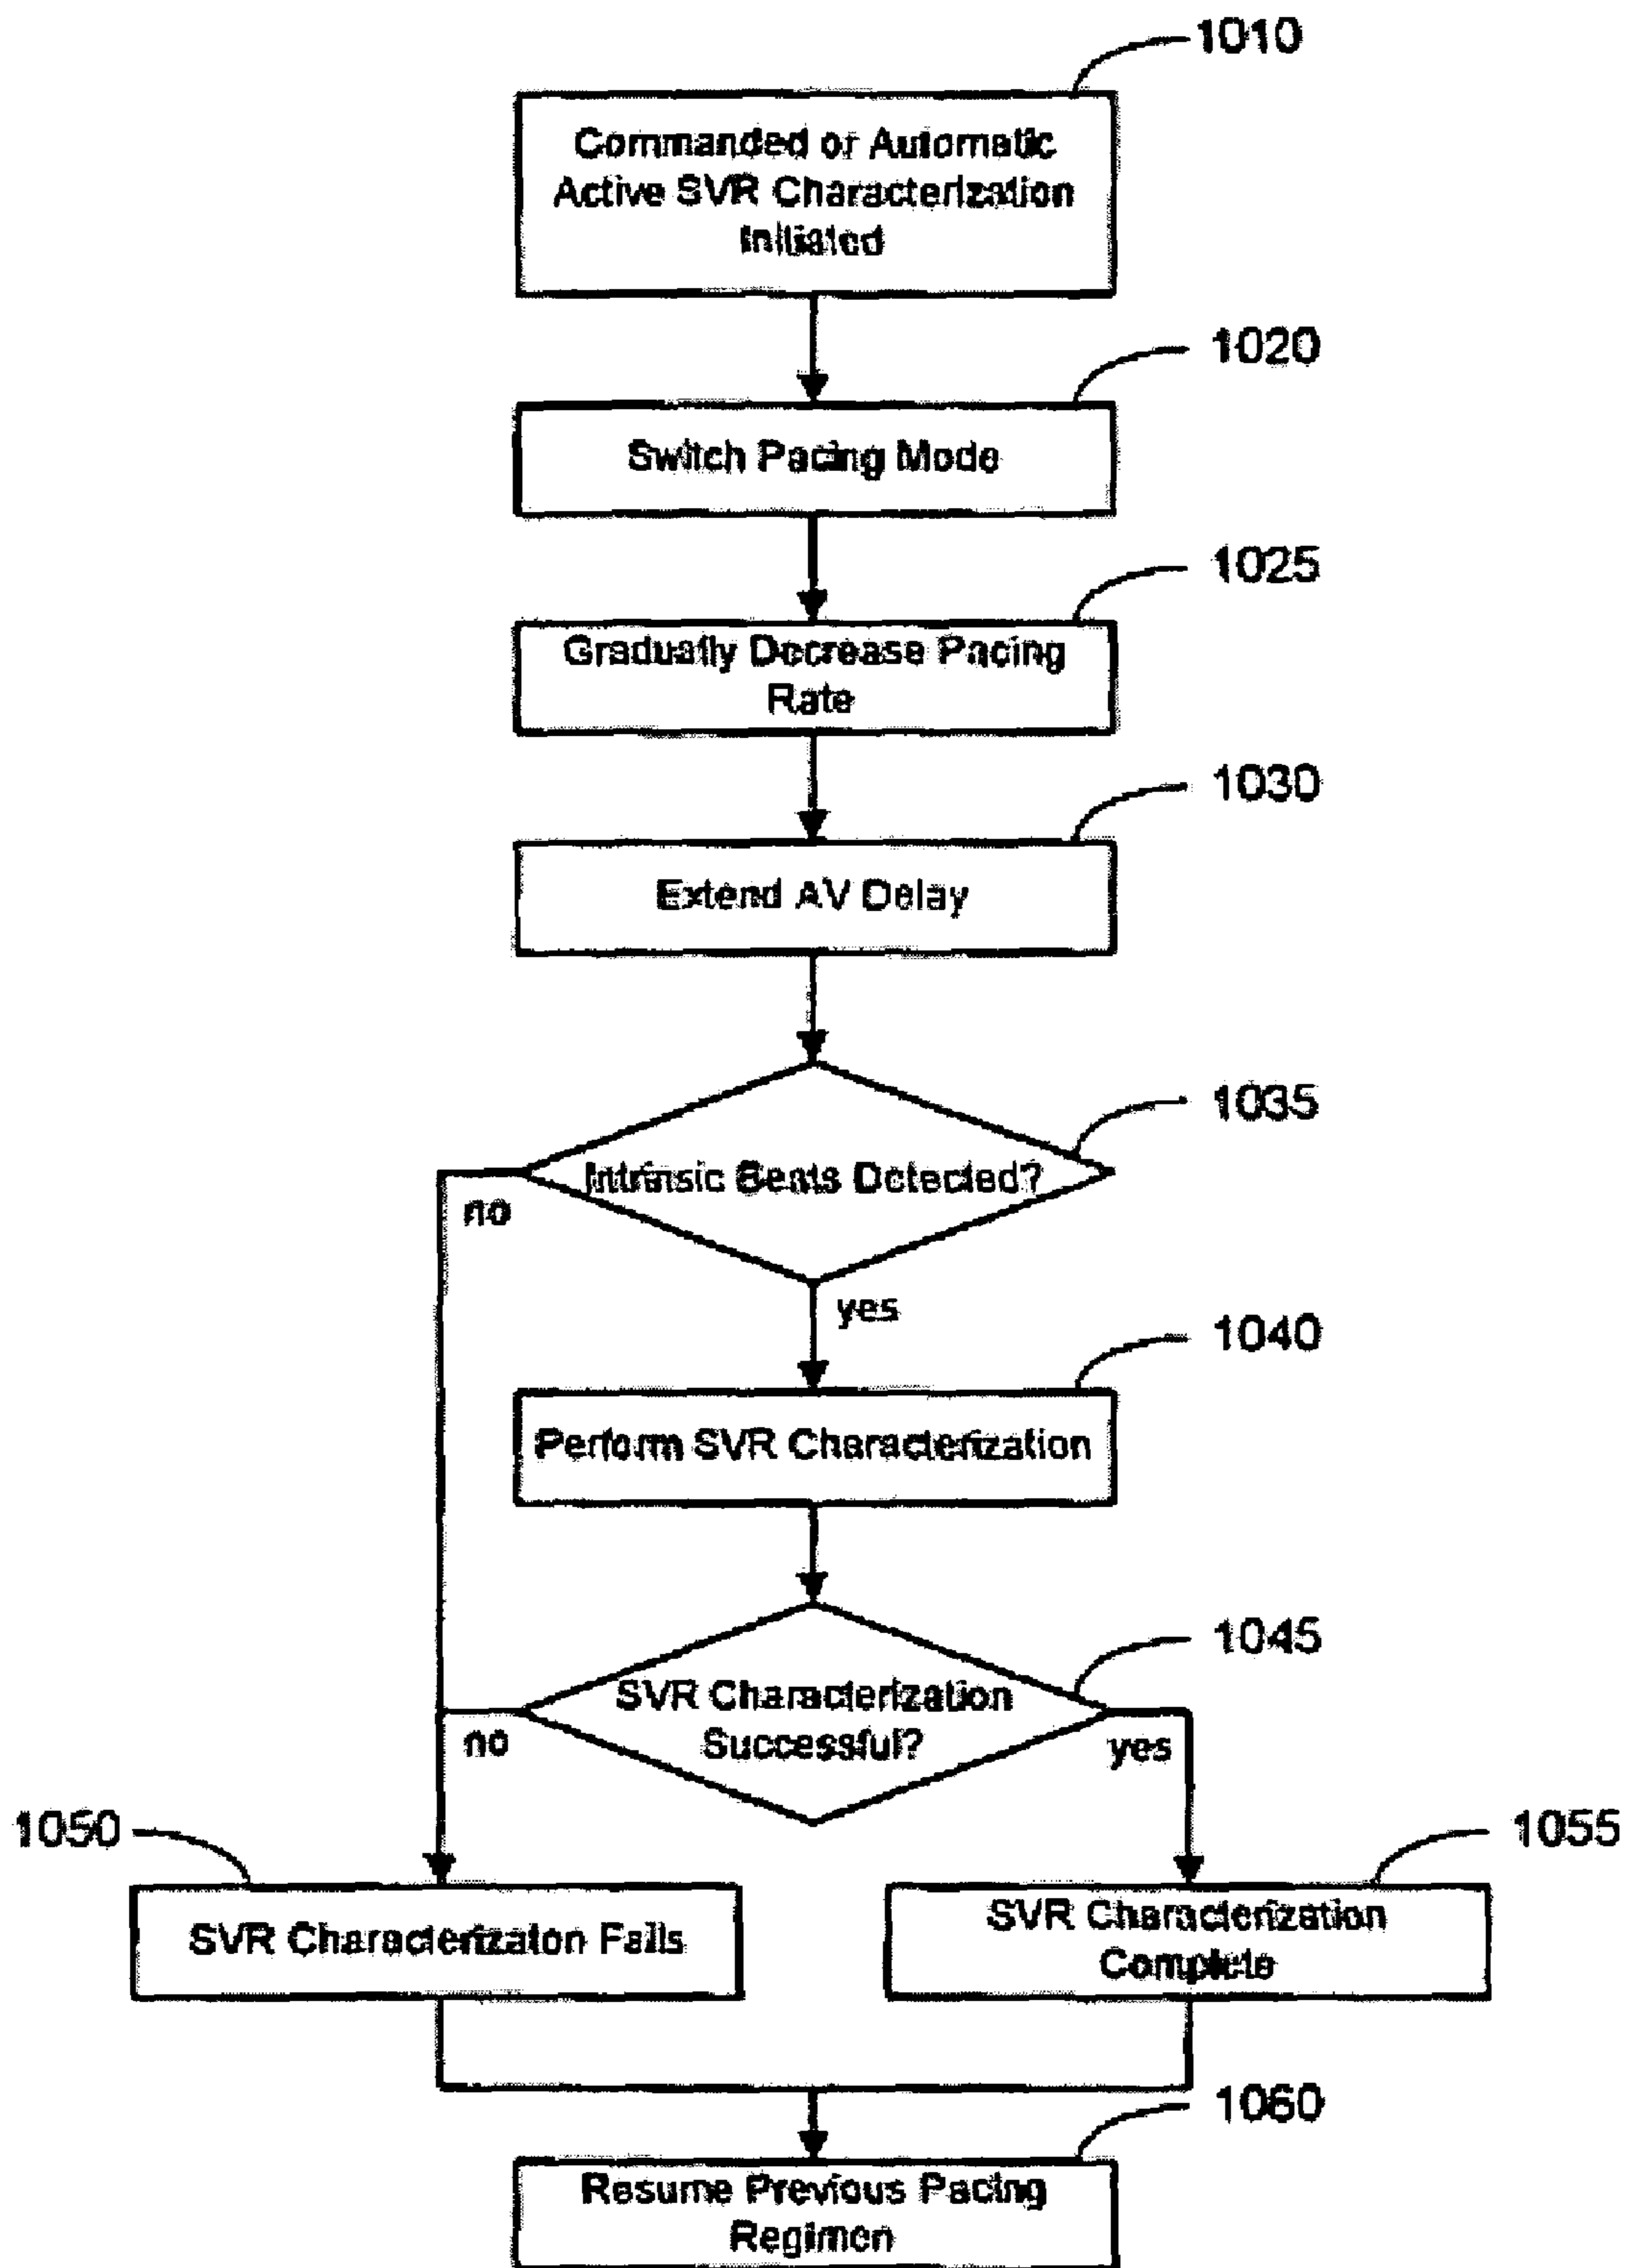 1010
Commanded or Automatic
Active SVR Characterization
Initiated
1020
Switch Pacing Mode
1025
Gradually Decrease Pacing
Rate
1030
Extend AV Delay
1035
Intrinsic Beats Detected?
no
yes
1040
Perform SVR Characterization
1045
SVR Characterization
Successful?
no
yes
1050
1055
SVR Characterizaton Fails
SVR Characterization
Complete
1060
Resume Previous Pacing
Regimen